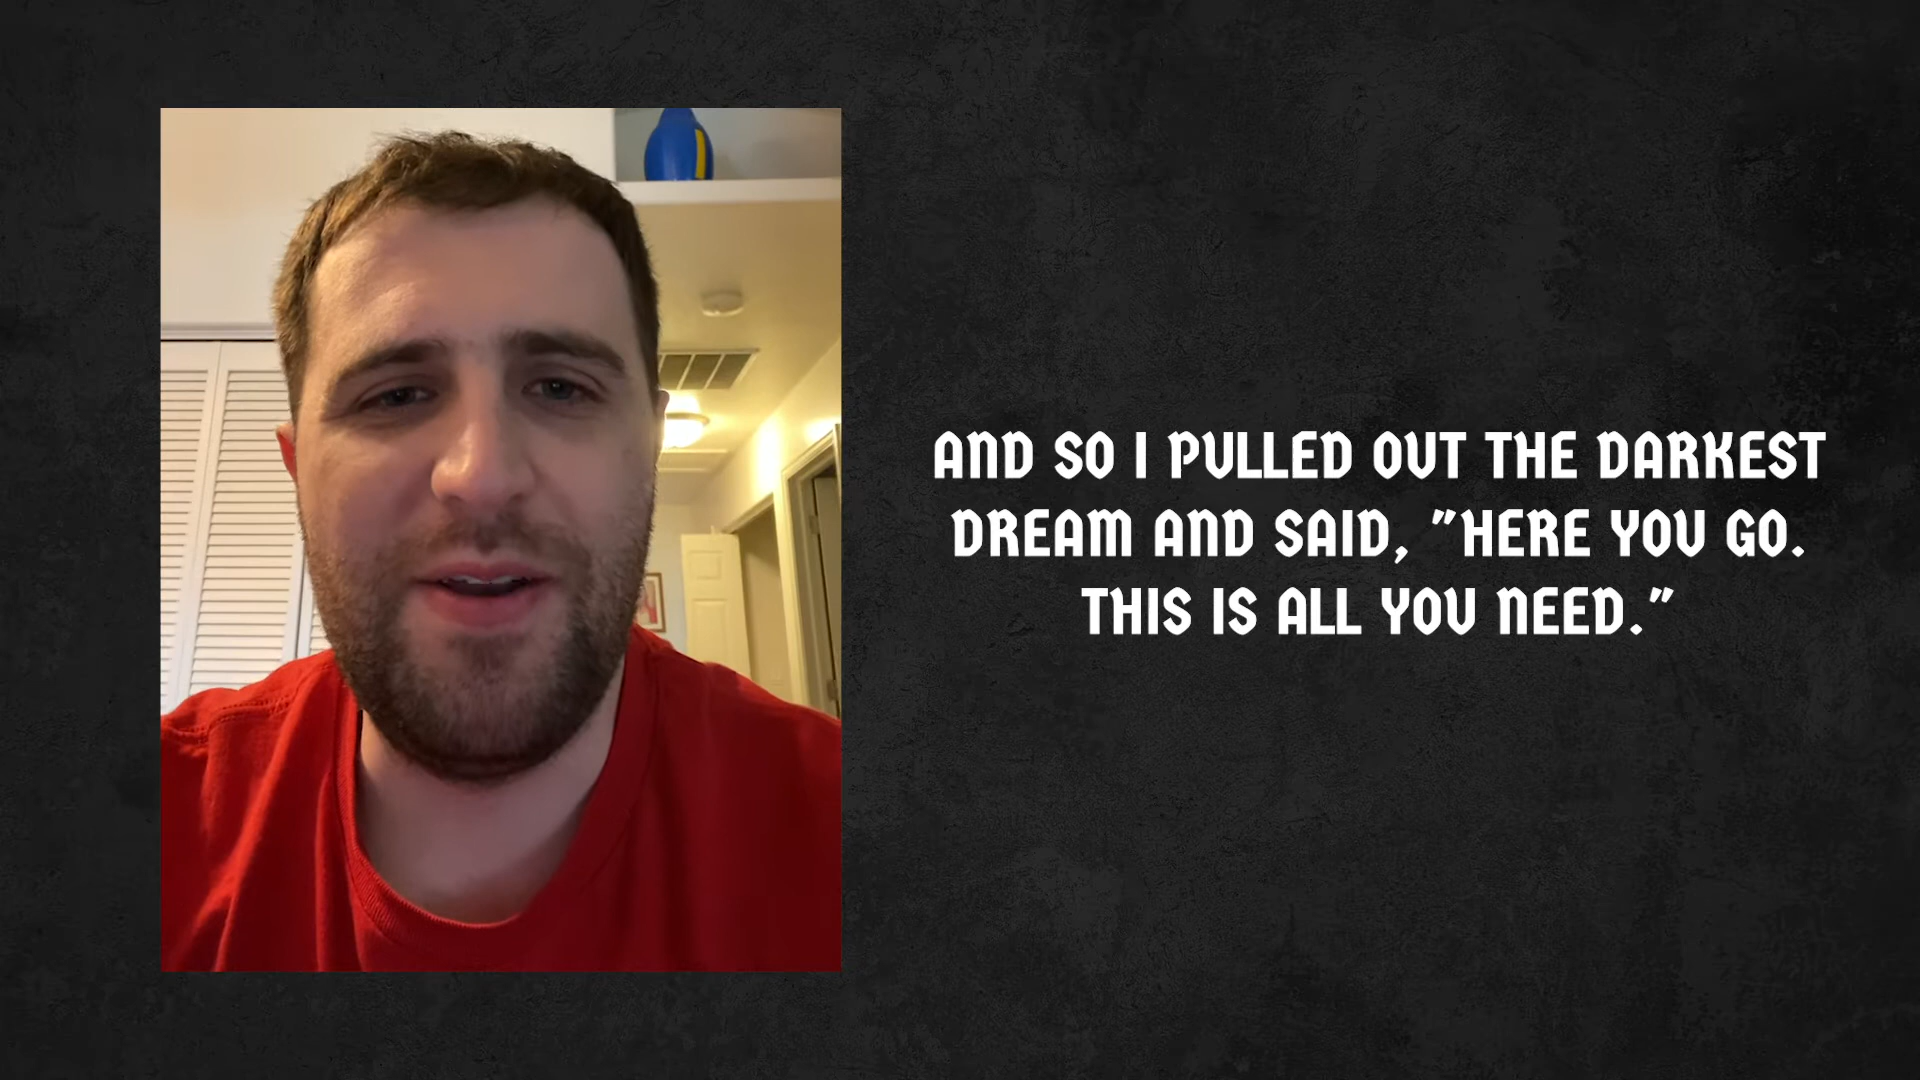 AND SO I PULLED OUT THE DARKEST
DREAM AND SAID, "HERE YOU GO.
THIS IS ALL YOU NEED."